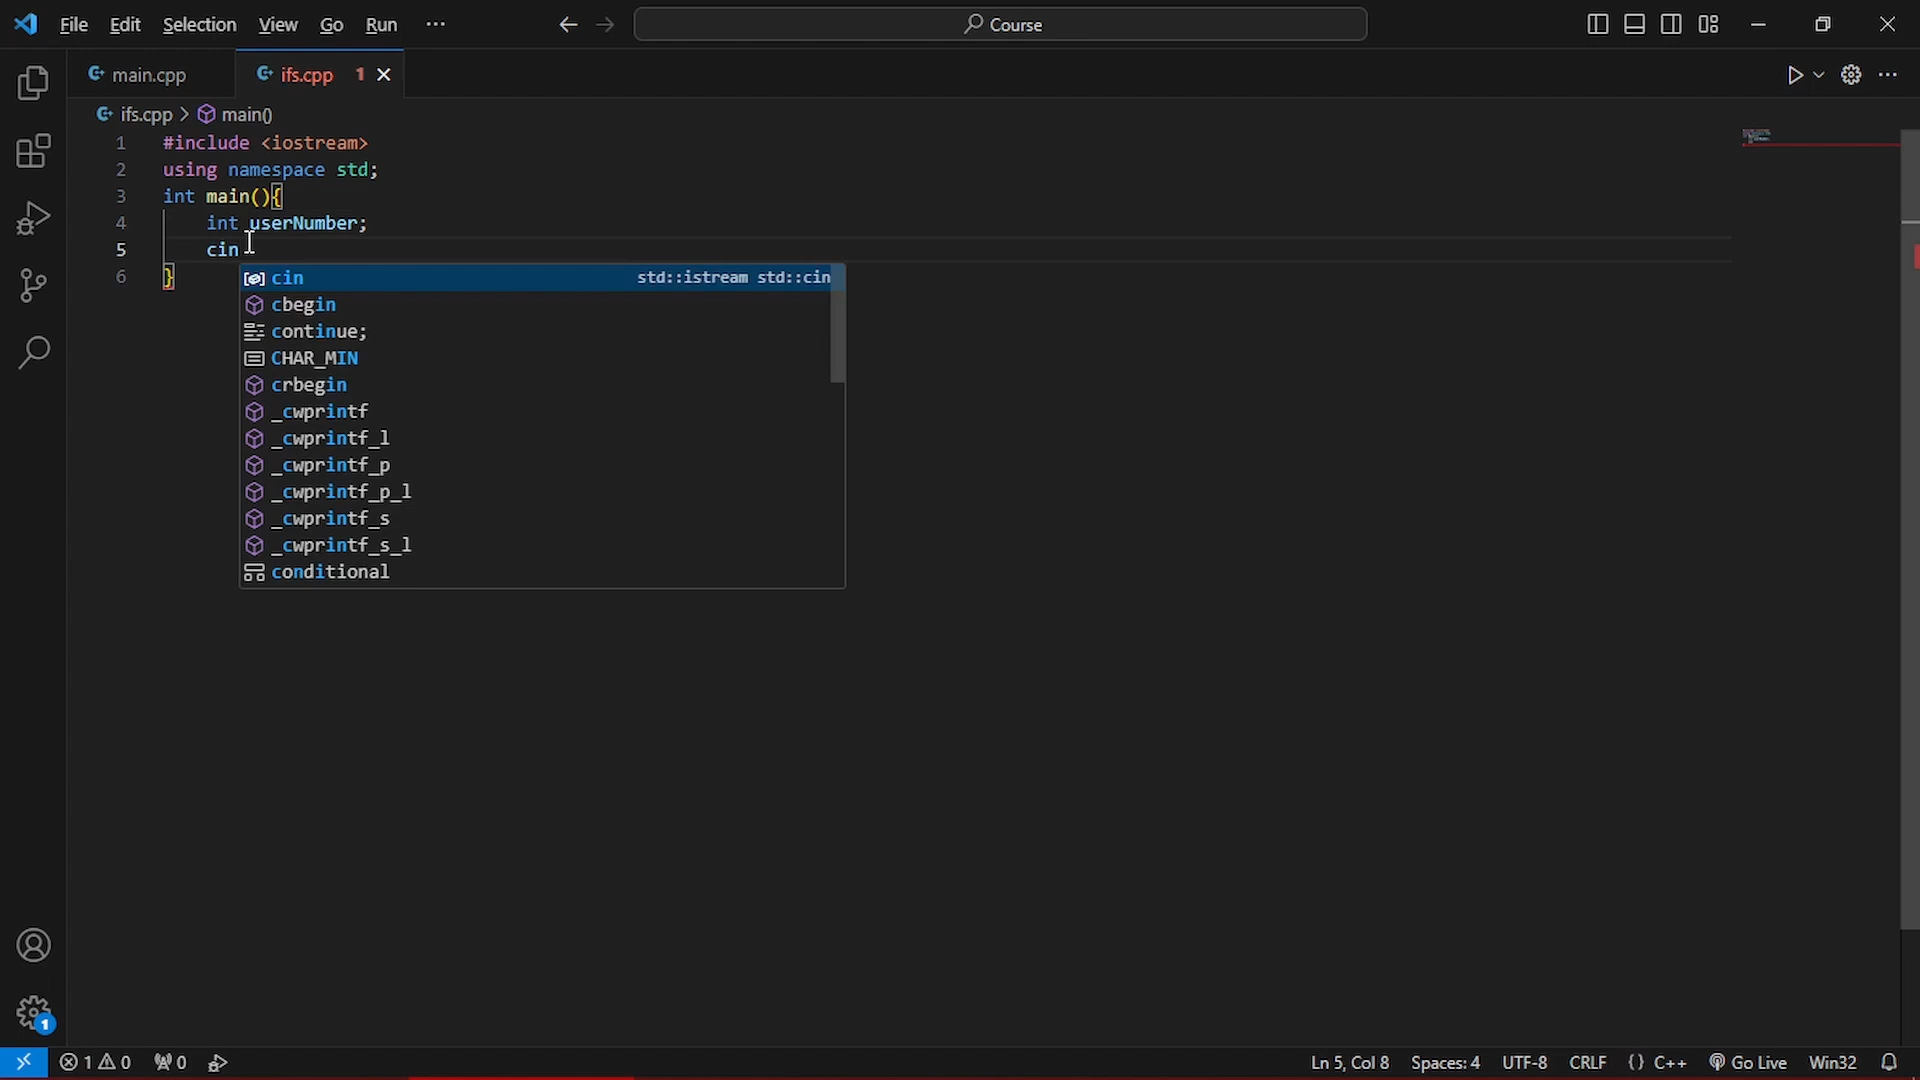 File Edit Selection View Go Run ··· Course
main.cpp ifs.cpp 1
ifs.cpp > main()
1 #include <iostream>
2 using namespace std;
3 int main(){
4 int userNumber;
5 cin
6 }
cin std::istream std::cin
cbegin
continue;
CHAR_MIN
crbegin
_cwprintf
_cwprintf_l
_cwprintf_p
_cwprintf_p_l
_cwprintf_s
_cwprintf_s_l
conditional
1
1 0 0 Ln 5, Col 8 Spaces: 4 UTF-8 CRLF {} C++ Go Live Win32